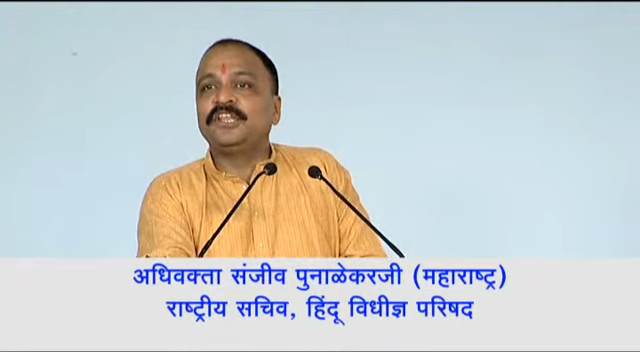 अधिवक्ता संजीव पुनाळेकरजी (महाराष्ट्र)
राष्ट्रीय सचिव, हिंदू विधीज्ञ परिषद